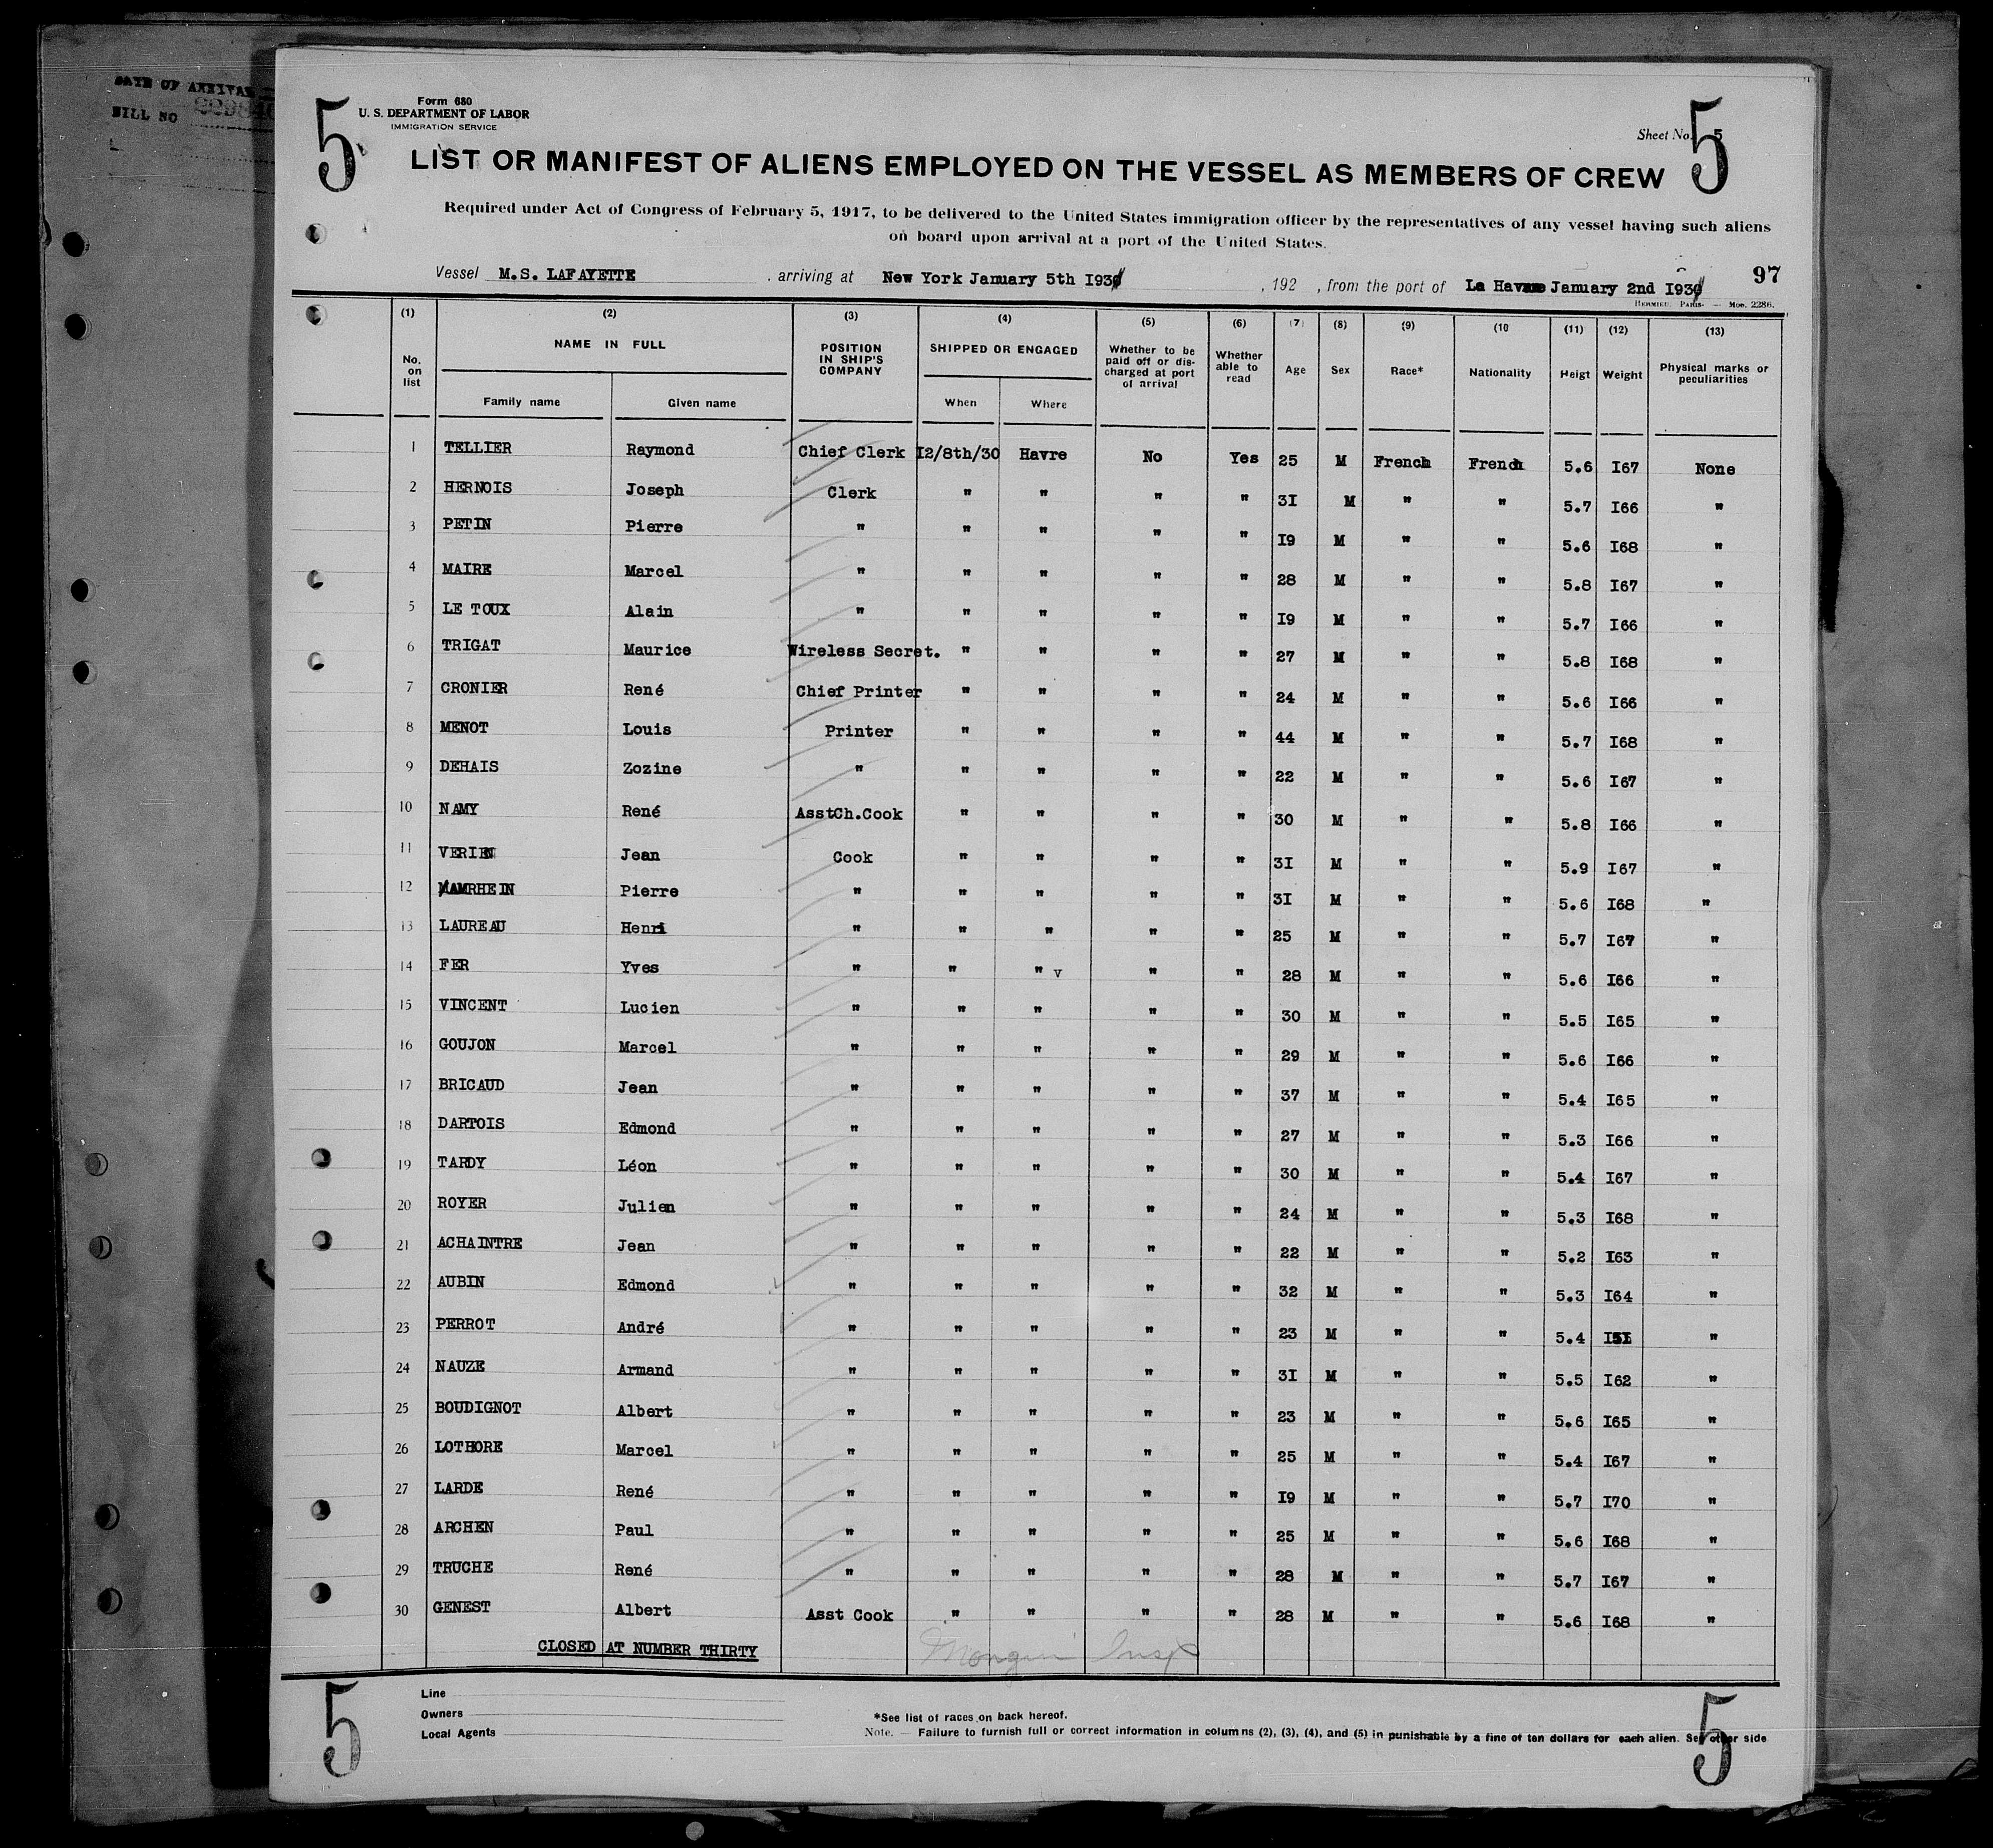 DATE OF ARRIVAL
BILL NO
5
5
Form 680
U. S. DEPARTMENT OF LABOR
IMMIGRATION SERVICE
Sheet No. 5
LIST OR MANIFEST OF ALIENS EMPLOYED ON THE VESSEL AS MEMBERS OF CREW
Required under Act of Congress of February 5, 1917, to be delivered to the United States immigration officer by the representatives of any vessel having such aliens
on board upon arrival at a port of the United States.
97
Vessel M.S. LAFAYETTE , arriving at New York January 5th I93 , 192 , from the port of La Havre January 2nd I93
HERMIEU, PARIS. — Moe. 2286.
(1) (2) (3) (4) (5) (6) (7) (8) (9) (10 (11) (12) (13)
No. on list NAME IN FULL POSITION IN SHIP'S COMPANY SHIPPED OR ENGAGED Whether to be paid off or discharged at port of arrival Whether able to read Age Sex Race* Nationality Heigt Weight Physical marks or peculiarities
Family name Given name When Where
1 TELLIER Raymond Chief Clerk I2/8th/30 Havre No Yes 25 M French French 5.6 I67 None
2 HERNOIS Joseph Clerk " " " " 3I M " " 5.7 I66 "
3 PETIN Pierre " " " " " I9 M " " 5.6 I68 "
4 MAIRE Marcel " " " " " 28 M " " 5.8 I67 "
5 LE TOUX Alain " " " " " I9 M " " 5.7 I66 "
6 TRIGAT Maurice Wireless Secret. " " " " 27 M " " 5.8 I68 "
7 CRONIER René Chief Printer " " " " 24 M " " 5.6 I66 "
8 MENOT Louis Printer " " " " 44 M " " 5.7 I68 "
9 DEHAIS Zozine " " " " " 22 M " " 5.6 I67 "
10 NAMY René AsstCh.Cook " " " " 30 M " " 5.8 I66 "
11 VERIEN Jean Cook " " " " 3I M " " 5.9 I67 "
12 AMRHEIN Pierre " " " " " 3I M " " 5.6 I68 "
13 LAUREAU Henri " " " " " 25 M " " 5.7 I67 "
14 FER Yves " " " v " " 28 M " " 5.6 I66 "
15 VINCENT Lucien " " " " " 30 M " " 5.5 I65 "
16 GOUJON Marcel " " " " " 29 M " " 5.6 I66 "
17 BRICAUD Jean " " " " " 37 M " " 5.4 I65 "
18 DARTOIS Edmond " " " " " 27 M " " 5.3 I66 "
19 TARDY Léon " " " " " 30 M " " 5.4 I67 "
20 ROYER Julien " " " " " 24 M " " 5.3 I68 "
21 ACHAINTRE Jean " " " " " 22 M " " 5.2 I63 "
22 AUBIN Edmond " " " " " 32 M " " 5.3 I64 "
23 PERROT André " " " " " 23 M " " 5.4 "
24 NAUZE Armand " " " " " 3I M " " 5.5 I62 "
25 BOUDIGNOT Albert " " " " " 23 M " " 5.6 I65 "
26 LOTHORE Marcel " " " " " 25 M " " 5.4 I67 "
27 LARDE René " " " " " I9 M " " 5.7 I70 "
28 ARCHEN Paul " " " " " 25 M " " 5.6 I68 "
29 TRUCHE René " " " " " 28 M " " 5.7 I67 "
30 GENEST Albert Asst Cook " " " " 28 M " " 5.6 I68 "
CLOSED AT NUMBER THIRTY
Insp
5
5
Line
Owners
Local Agents
*See list of races on back hereof.
Note. — Failure to furnish full or correct information in columns (2), (3), (4), and (5) in punishable by a fine of ten dollars for each alien. See other side